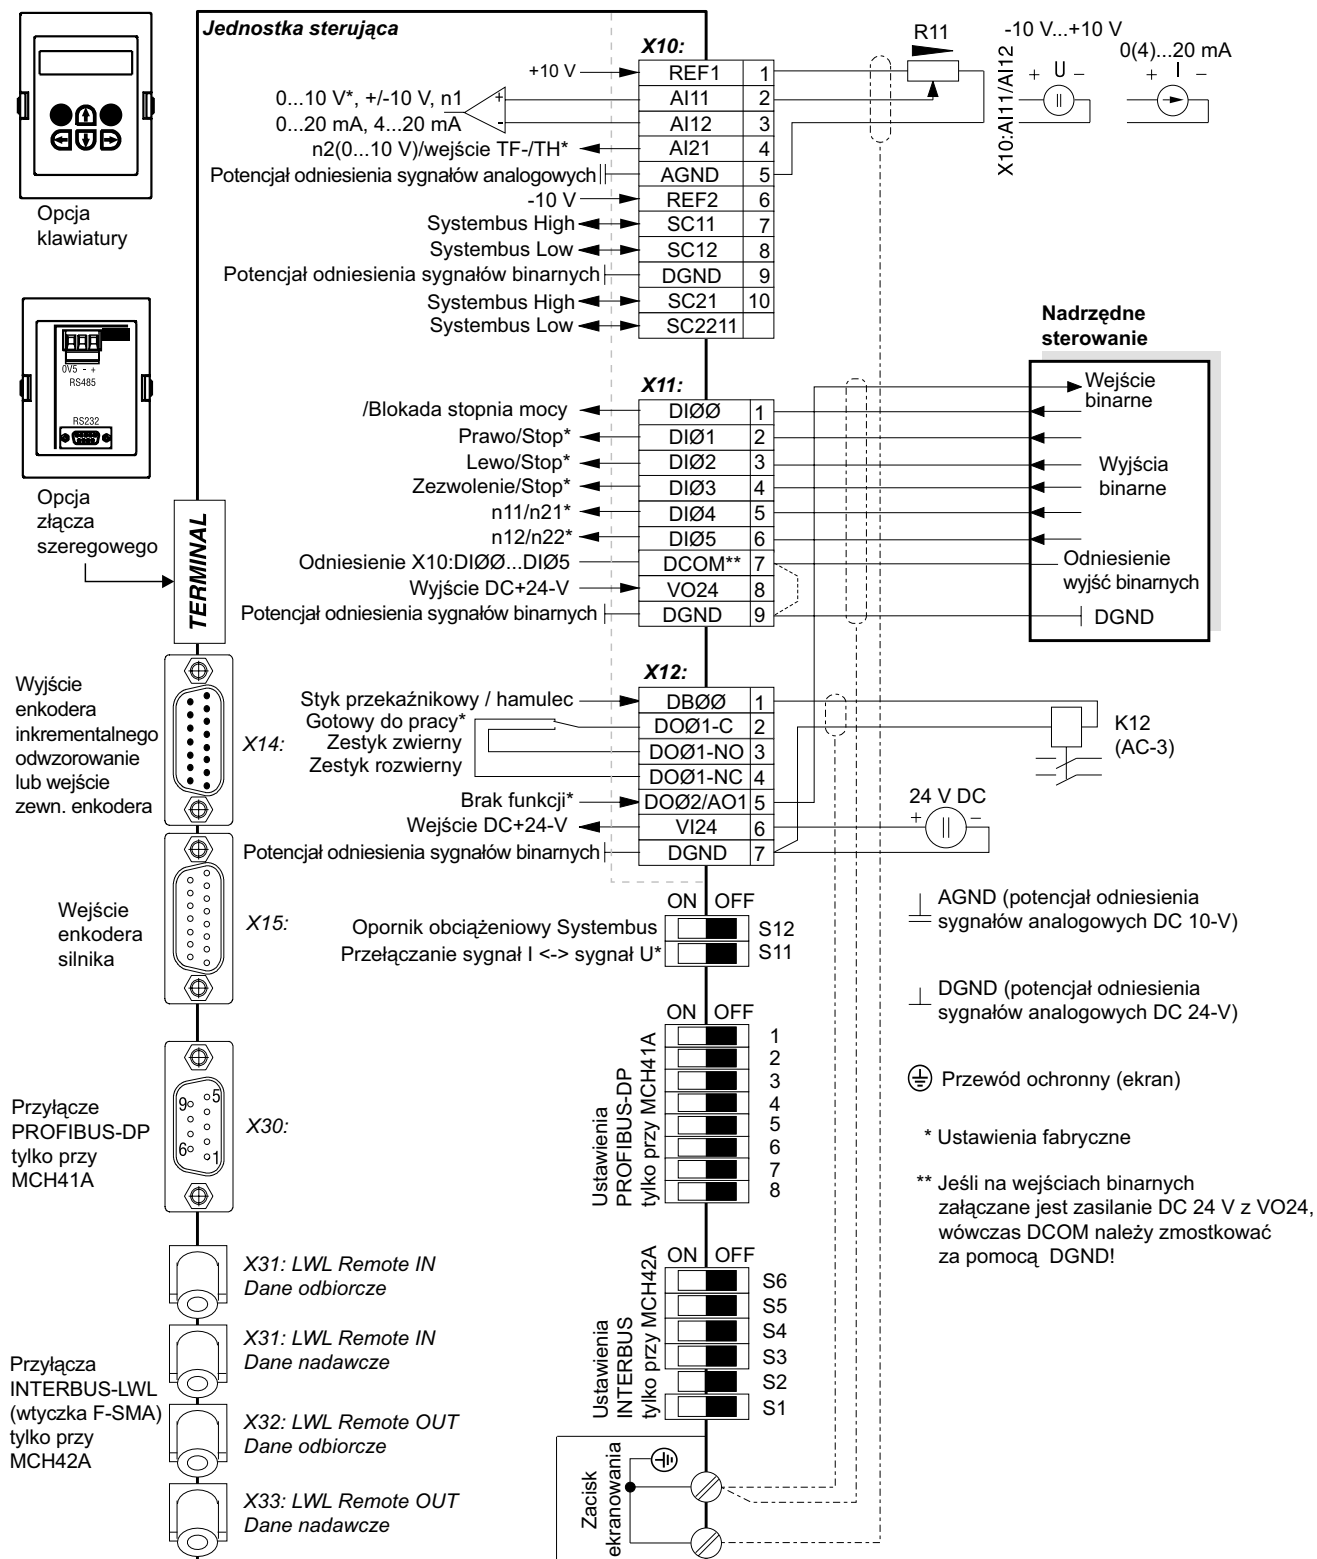 Jednostka sterująca
Opcja
klawiatury
0V5 - +
RS485
RS232
Opcja
złącza
szeregowego
TERMINAL
X10:
+10 V REF1 1
0...10 V*, +/-10 V, n1 + AI11 2
0...20 mA, 4...20 mA - AI12 3
n2(0...10 V)/wejście TF-/TH* AI21 4
Potencjał odniesienia sygnałów analogowych AGND 5
-10 V REF2 6
Systembus High SC11 7
Systembus Low SC12 8
Potencjał odniesienia sygnałów binarnych DGND 9
Systembus High SC21 10
Systembus Low SC2211
R11
X10:AI11/AI12
-10 V...+10 V
+ U -
0(4)...20 mA
+ I -
X11:
/Blokada stopnia mocy DIØØ 1
Prawo/Stop* DIØ1 2
Lewo/Stop* DIØ2 3
Zezwolenie/Stop* DIØ3 4
n11/n21* DIØ4 5
n12/n22* DIØ5 6
Odniesienie X10:DIØØ...DIØ5 DCOM** 7
Wyjście DC+24-V VO24 8
Potencjał odniesienia sygnałów binarnych DGND 9
Nadrzędne
sterowanie
Wejście
binarne
Wyjścia
binarne
Odniesienie
wyjść binarnych
DGND
X12:
Styk przekaźnikowy / hamulec DBØØ 1
Gotowy do pracy* DOØ1-C 2
Zestyk zwierny DOØ1-NO 3
Zestyk rozwierny DOØ1-NC 4
Brak funkcji* DOØ2/AO1 5
Wejście DC+24-V VI24 6
Potencjał odniesienia sygnałów binarnych DGND 7
K12
(AC-3)
24 V DC
+ -
Wyjście
enkodera
inkrementalnego
odwzorowanie
lub wejście
zewn. enkodera
X14:
Wejście
enkodera
silnika
X15:
ON OFF
Opornik obciążeniowy Systembus S12
Przełączanie sygnał I <-> sygnał U* S11
AGND (potencjał odniesienia
sygnałów analogowych DC 10-V)
DGND (potencjał odniesienia
sygnałów analogowych DC 24-V)
Przewód ochronny (ekran)
* Ustawienia fabryczne
** Jeśli na wejściach binarnych
załączane jest zasilanie DC 24 V z VO24,
wówczas DCOM należy zmostkować
za pomocą DGND!
Przyłącze
PROFIBUS-DP
tylko przy
MCH41A
9 5
6 1
X30:
Ustawienia
PROFIBUS-DP
tylko przy MCH41A
ON OFF
1
2
3
4
5
6
7
8
Przyłącza
INTERBUS-LWL
(wtyczka F-SMA)
tylko przy
MCH42A
X31: LWL Remote IN
Dane odbiorcze
X31: LWL Remote IN
Dane nadawcze
X32: LWL Remote OUT
Dane odbiorcze
X33: LWL Remote OUT
Dane nadawcze
Ustawienia
INTERBUS
tylko przy MCH42A
ON OFF
S6
S5
S4
S3
S2
S1
Zacisk
ekranowania